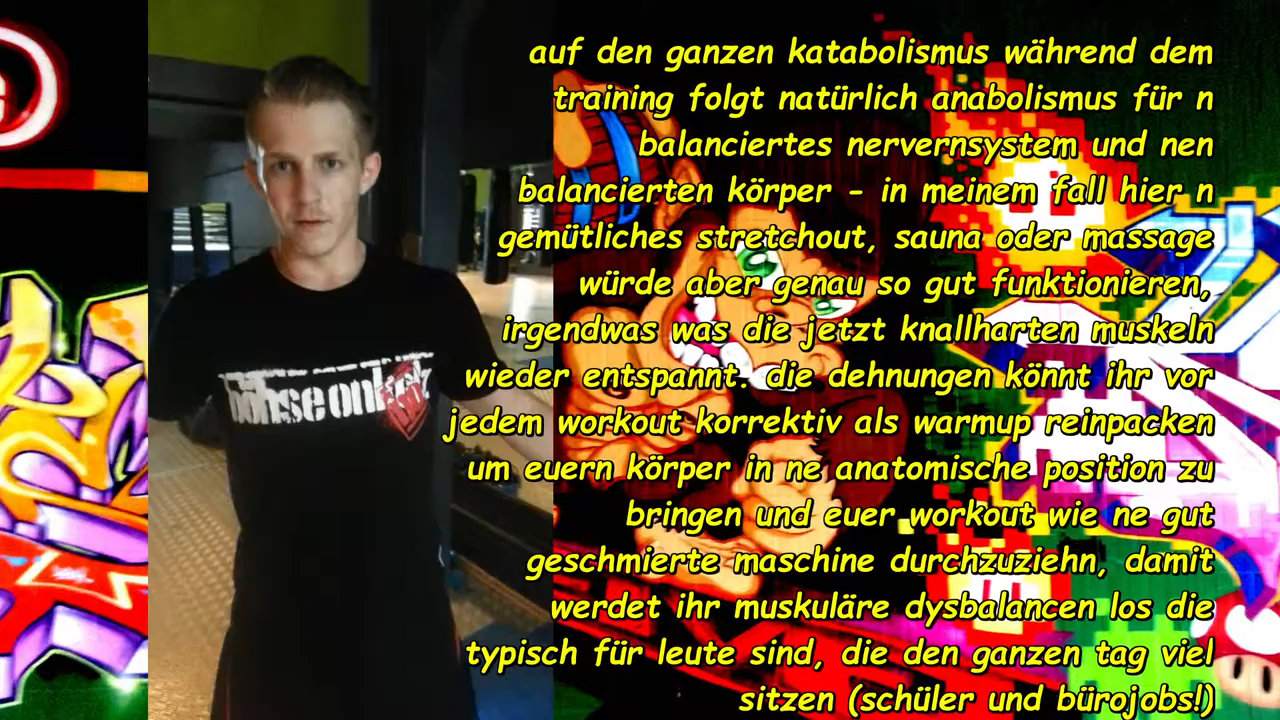 auf den ganzen katabolismus während dem
training folgt natürlich anabolismus für n
balanciertes nervernsystem und nen
balancierten körper - in meinem fall hier n
gemütliches stretchout, sauna oder massage
würde aber genau so gut funktionieren,
irgendwas was die jetzt knallharten muskeln
wieder entspannt. die dehnungen könnt ihr vor
jedem workout korrektiv als warmup reinpacken
um euern körper in ne anatomische position zu
bringen und euer workout wie ne gut
geschmierte maschine durchzuziehn, damit
werdet ihr muskuläre dysbalancen los die
typisch für leute sind, die den ganzen tag viel
sitzen (schüler und bürojobs!)